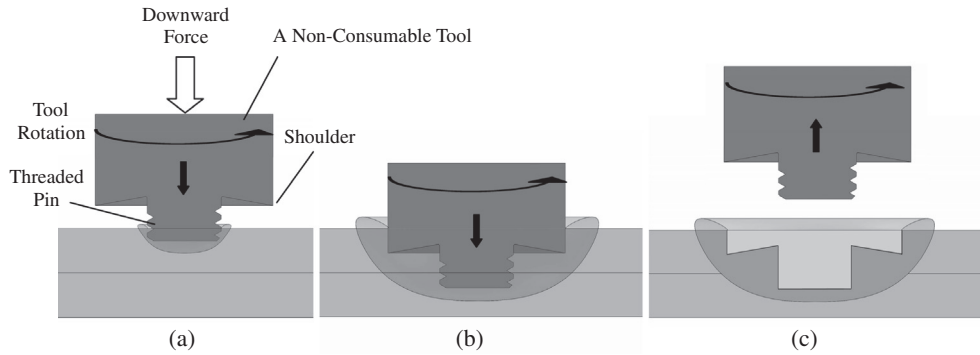 Downward
Force
A Non-Consumable Tool
Tool
Rotation
Shoulder
Threaded
Pin
(a)
(b)
(c)